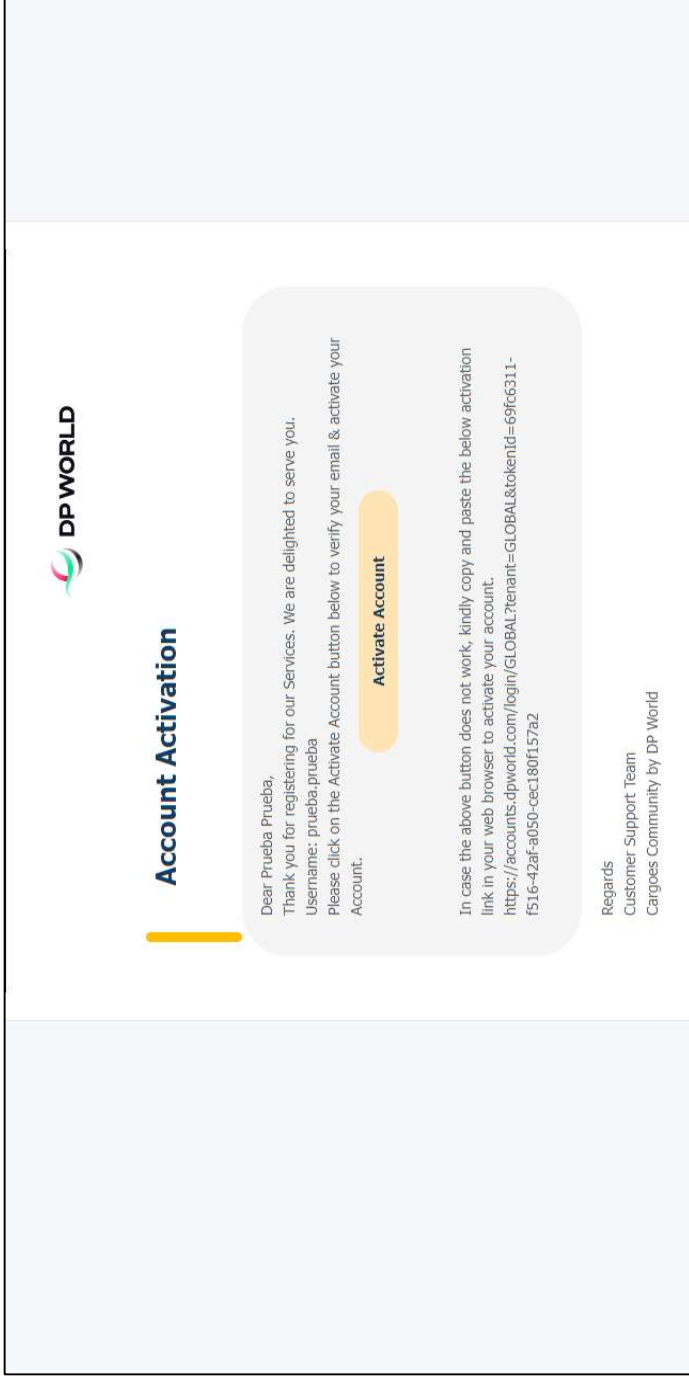 DP WORLD
Account Activation
Dear Prueba Prueba,
Thank you for registering for our Services. We are delighted to serve you.
Username: prueba.prueba
Please click on the Activate Account button below to verify your email & activate your
Account.
Activate Account
In case the above button does not work, kindly copy and paste the below activation
link in your web browser to activate your account.
https://accounts.dpworld.com/login/GLOBAL?tenant=GLOBAL&tokenId=69fc6311-
f516-42af-a050-cec180f157a2
Regards
Customer Support Team
Cargoes Community by DP World